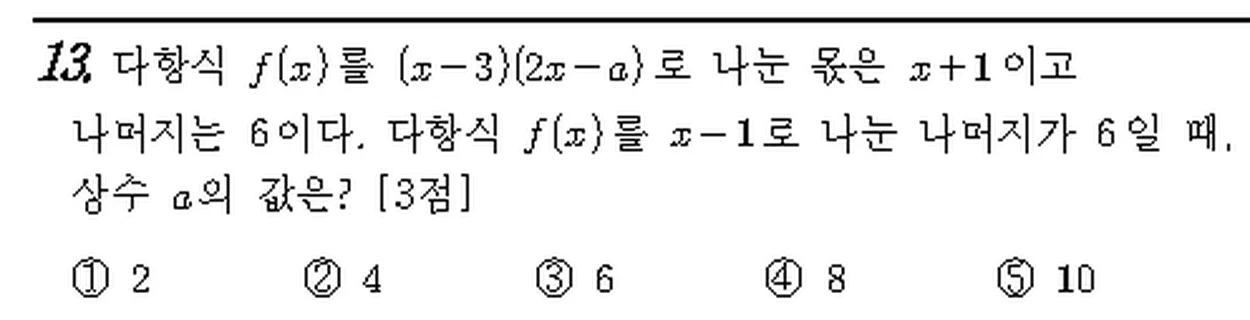 13. 다항식 f(x)를 (x-3)(2x-a)로 나눈 몫은 x+1이고
나머지는 6이다. 다항식 f(x)를 x-1로 나눈 나머지가 6일 때,
상수 a의 값은? [3점]
① 2 ② 4 ③ 6 ④ 8 ⑤ 10